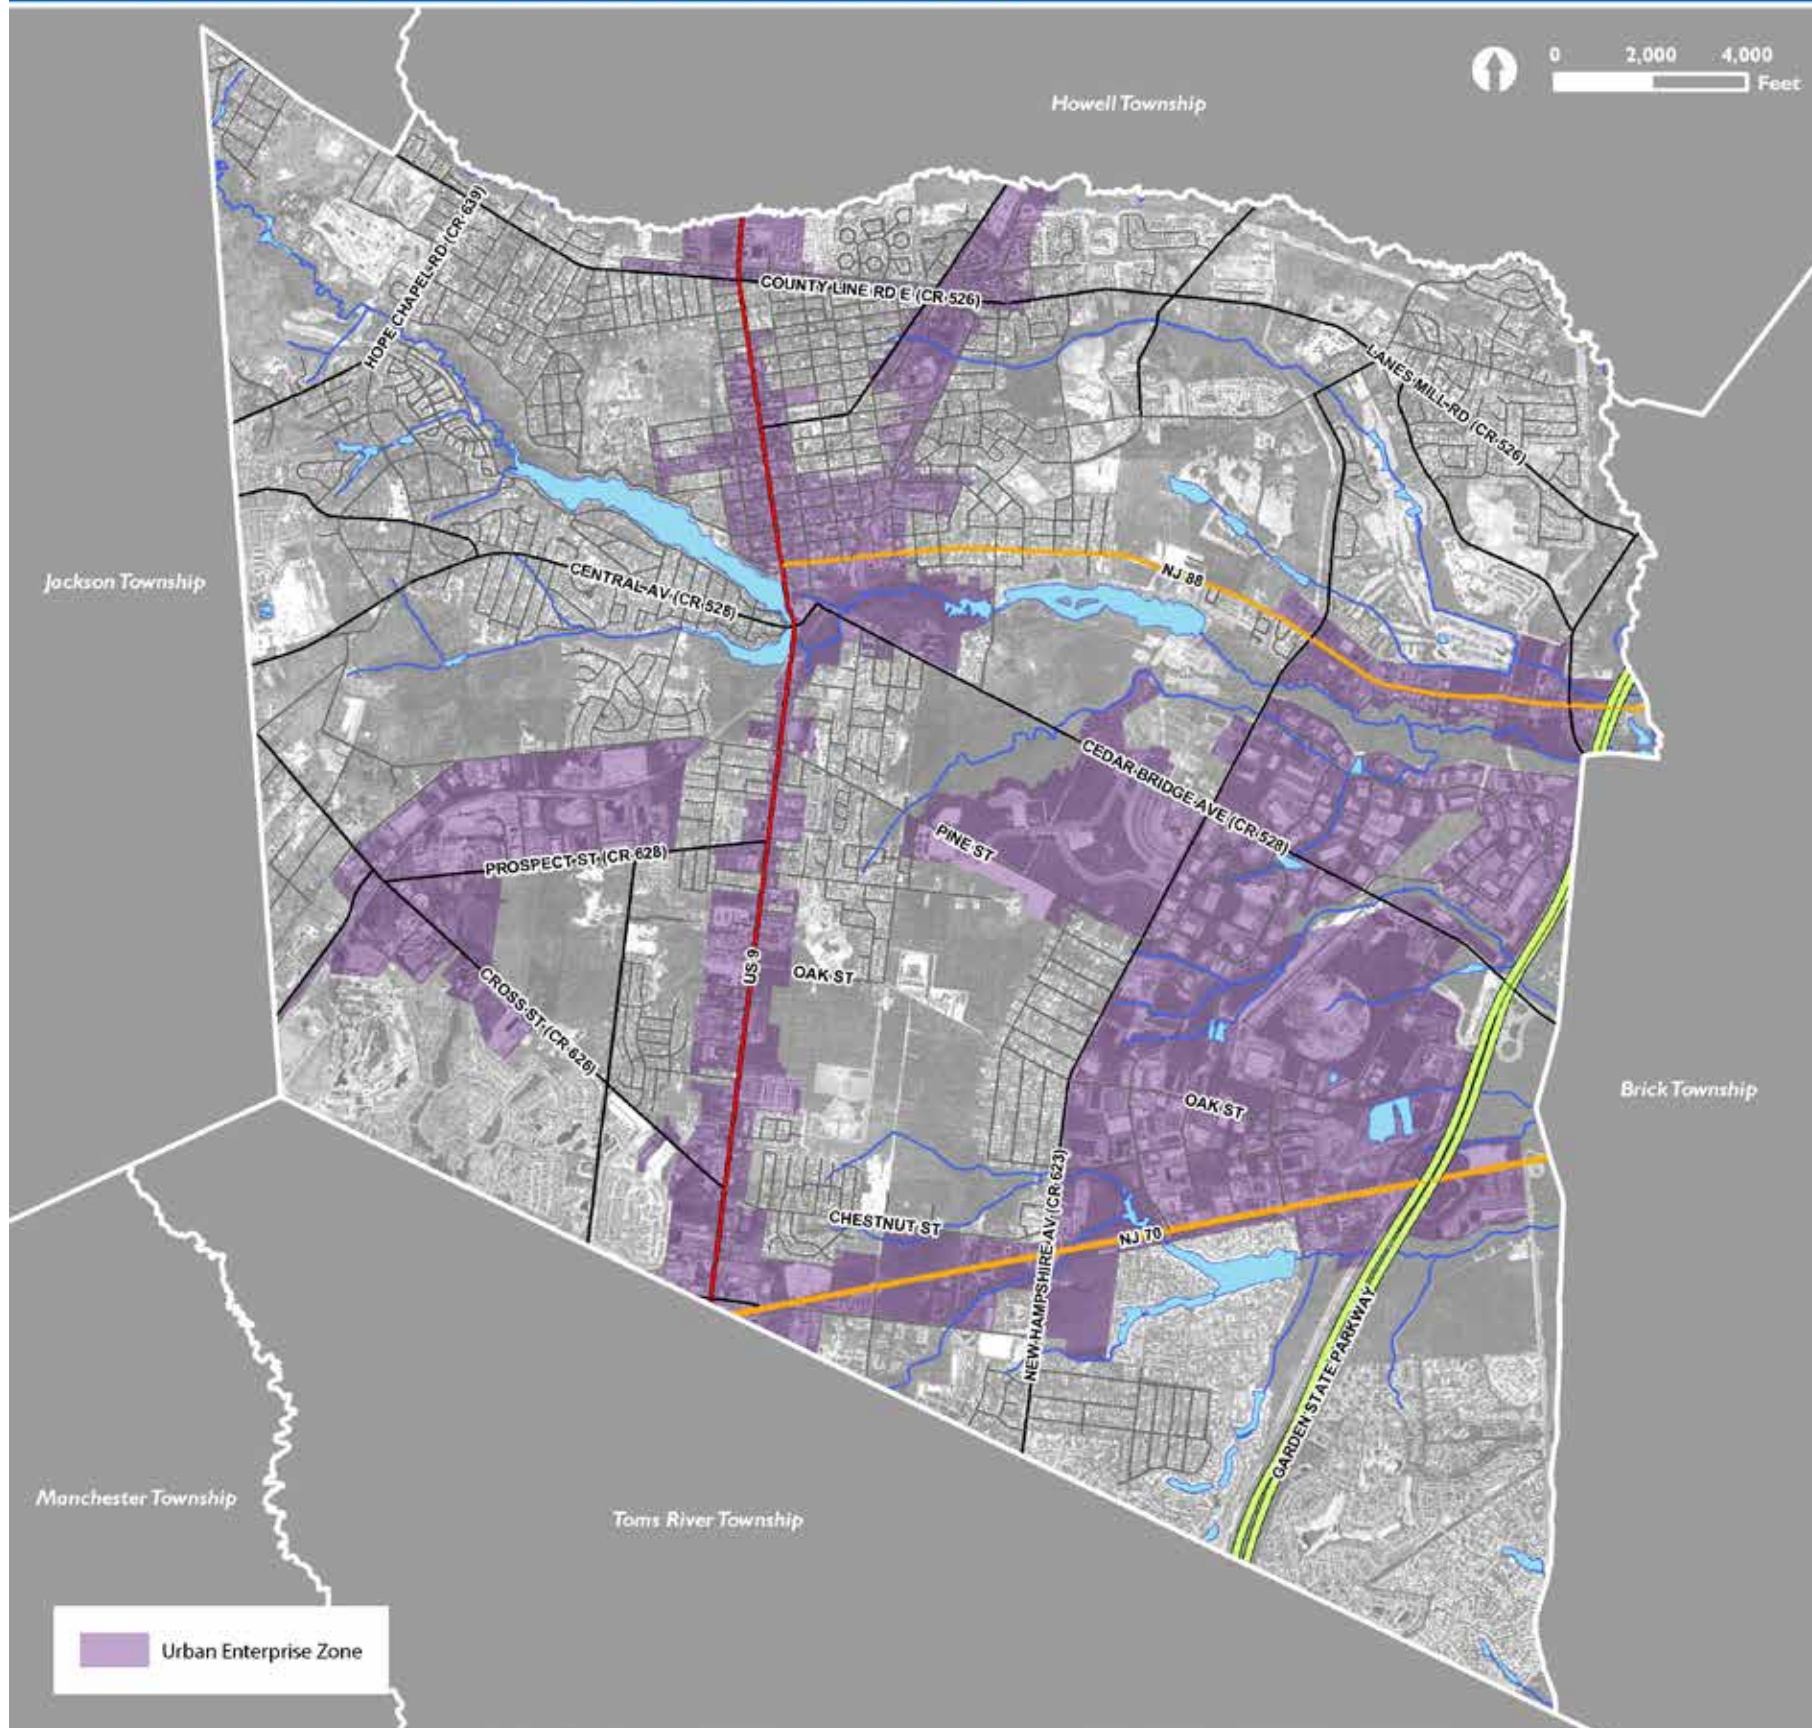 0 2,000 4,000
Feet
Howell Township
HOPE CHAPEL RD (CR 639)
COUNTY LINE RD E (CR 526)
LANES MILL RD (CR 526)
Jackson Township
CENTRAL AV (CR 528)
NJ 88
CEDAR BRIDGE AVE (CR 528)
PINE ST
PROSPECT ST (CR 628)
US 9
OAK ST
CROSS ST (CR 626)
OAK ST
Brick Township
CHESTNUT ST
NEW HAMPSHIRE AV (CR 623)
NJ 70
GARDEN STATE PARKWAY
Manchester Township
Toms River Township
Urban Enterprise Zone